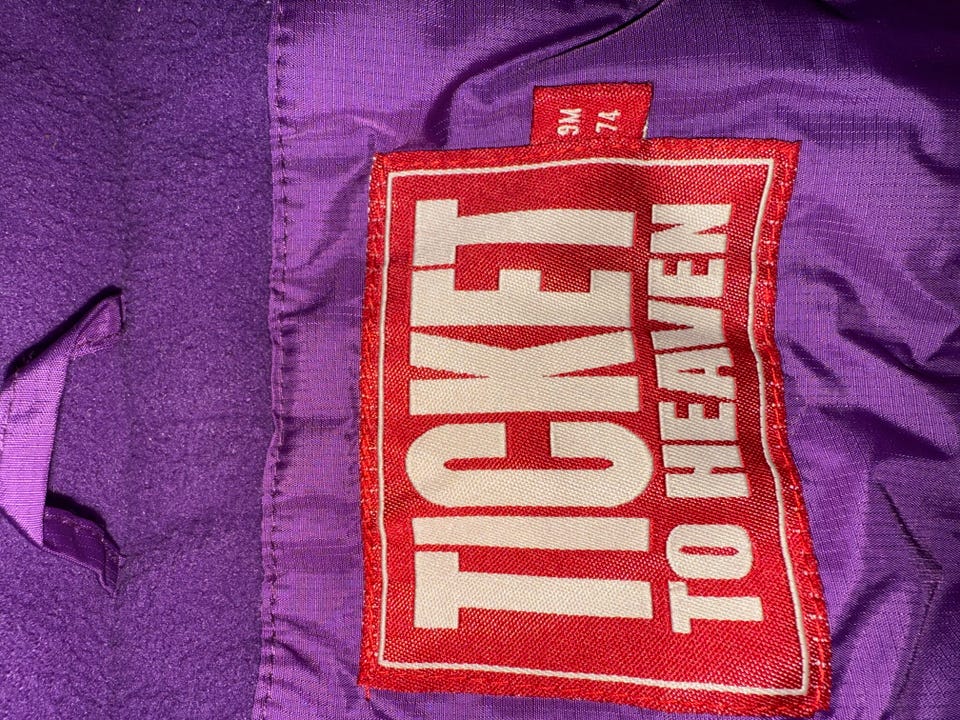 TICKET
TO HEAVEN
9M
74